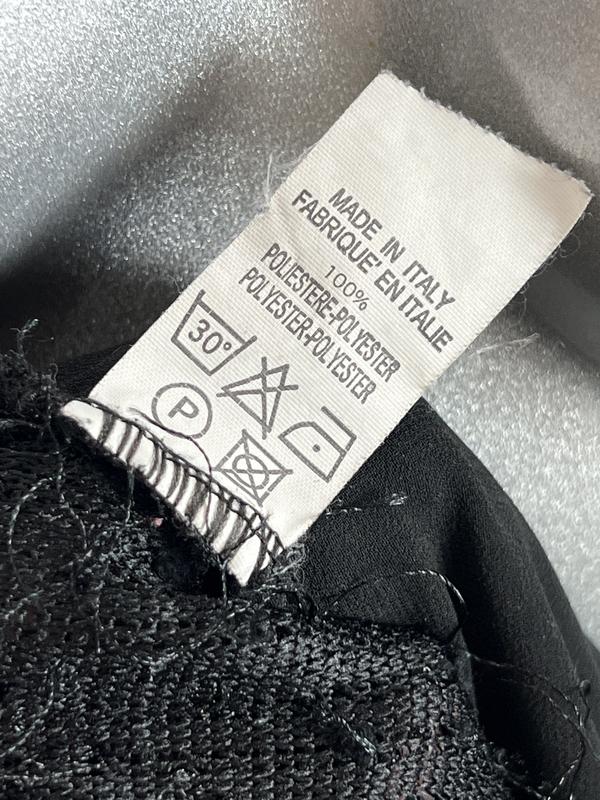 MADE IN ITALY
FABRIQUE EN ITALIE
100%
POLIESTERE-POLYESTER
POLYESTER-POLYESTER
30°
P